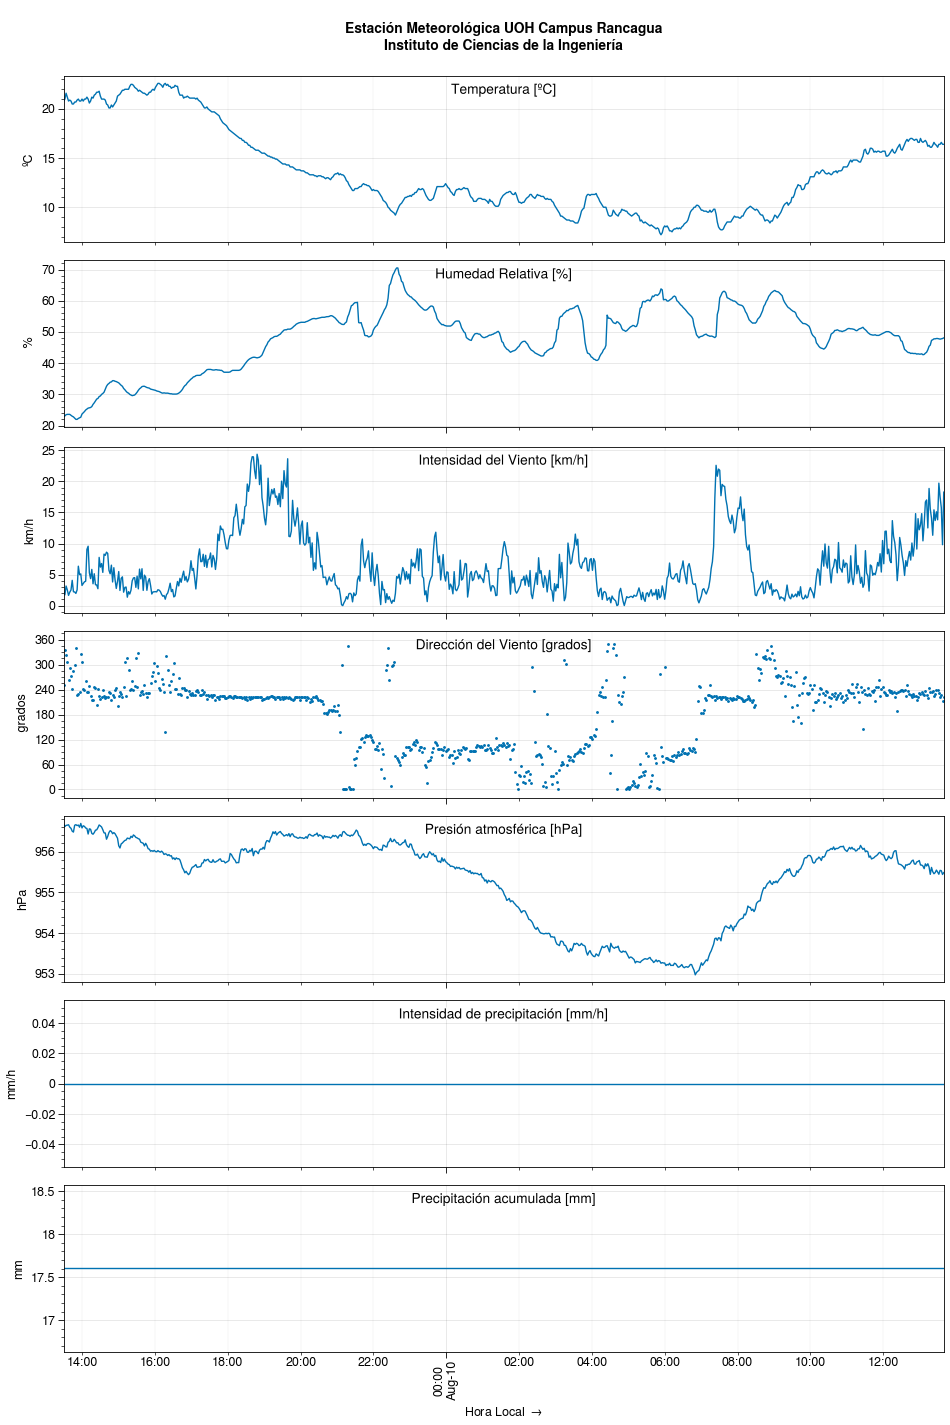 Estación Meteorológica UOH Campus Rancagua
Instituto de Ciencias de la Ingeniería
Temperatura [ºC]
20
15
10
ºC
Humedad Relativa [%]
70
60
50
40
30
20
%
Intensidad del Viento [km/h]
25
20
15
10
5
0
km/h
Dirección del Viento [grados]
360
300
240
180
120
60
0
grados
Presión atmosférica [hPa]
956
955
954
953
hPa
Intensidad de precipitación [mm/h]
0.04
0.02
0
−0.02
−0.04
mm/h
Precipitación acumulada [mm]
18.5
18
17.5
17
mm
14:00 16:00 18:00 20:00 22:00 00:00 02:00 04:00 06:00 08:00 10:00 12:00
Aug-10
Hora Local →